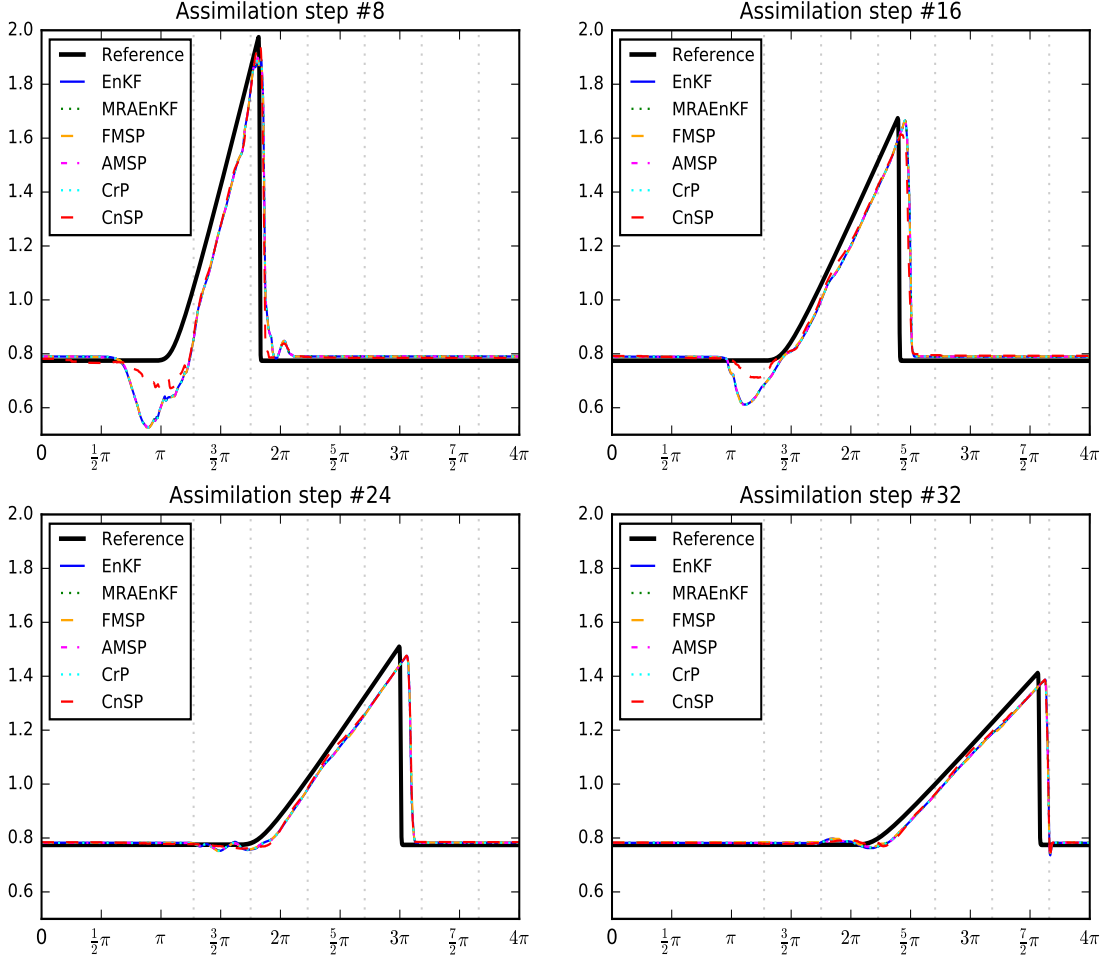 Assimilation step #8
2.0
1.8
1.6
1.4
1.2
1.0
0.8
0.6
Reference
EnKF
MRAEnKF
FMSP
AMSP
CrP
CnSP
0 1/2π π 3/2π 2π 5/2π 3π 7/2π 4π
Assimilation step #16
2.0
1.8
1.6
1.4
1.2
1.0
0.8
0.6
Reference
EnKF
MRAEnKF
FMSP
AMSP
CrP
CnSP
0 1/2π π 3/2π 2π 5/2π 3π 7/2π 4π
Assimilation step #24
2.0
1.8
1.6
1.4
1.2
1.0
0.8
0.6
Reference
EnKF
MRAEnKF
FMSP
AMSP
CrP
CnSP
0 1/2π π 3/2π 2π 5/2π 3π 7/2π 4π
Assimilation step #32
2.0
1.8
1.6
1.4
1.2
1.0
0.8
0.6
Reference
EnKF
MRAEnKF
FMSP
AMSP
CrP
CnSP
0 1/2π π 3/2π 2π 5/2π 3π 7/2π 4π